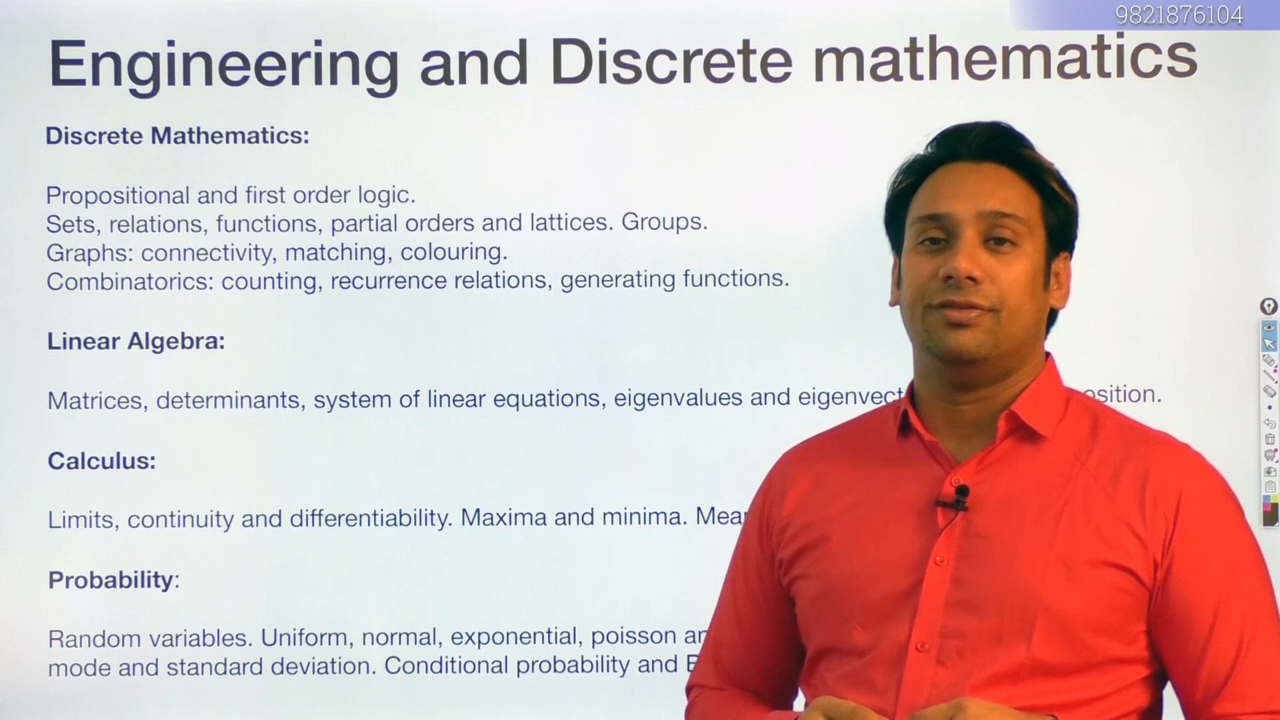 9821876104
Engineering and Discrete mathematics
Discrete Mathematics:
Propositional and first order logic.
Sets, relations, functions, partial orders and lattices. Groups.
Graphs: connectivity, matching, colouring.
Combinatorics: counting, recurrence relations, generating functions.
Linear Algebra:
Matrices, determinants, system of linear equations, eigenvalues and
Calculus:
Limits, continuity and differentiability. Maxima and minima.
Probability:
Random variables. Uniform, normal, exponential, poisson
mode and standard deviation. Conditional probability and